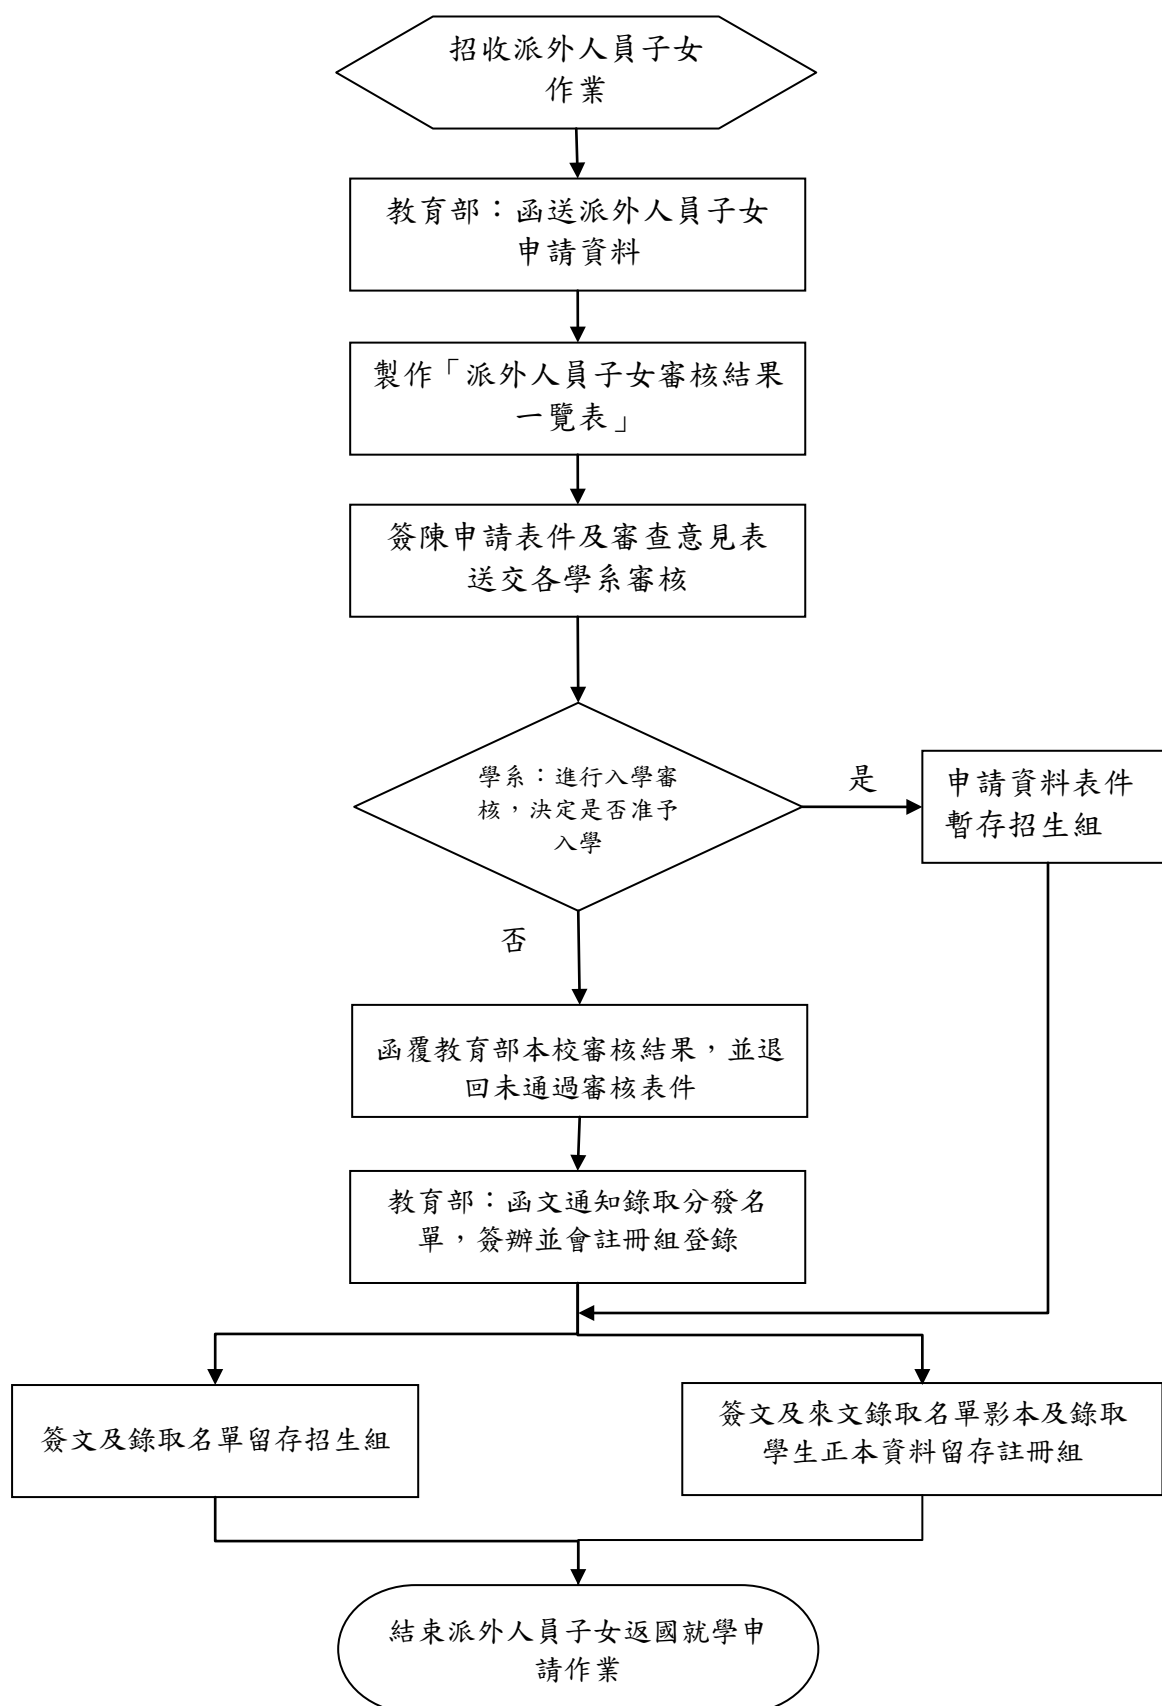 招收派外人員子女
作業
教育部：函送派外人員子女
申請資料
製作「派外人員子女審核結果
一覽表」
簽陳申請表件及審查意見表
送交各學系審核
學系：進行入學審
核，決定是否准予
入學
是
申請資料表件
暫存招生組
否
函覆教育部本校審核結果，並退
回未通過審核表件
教育部：函文通知錄取分發名
單，簽辦並會註冊組登錄
簽文及錄取名單留存招生組
簽文及來文錄取名單影本及錄取
學生正本資料留存註冊組
結束派外人員子女返國就學申
請作業